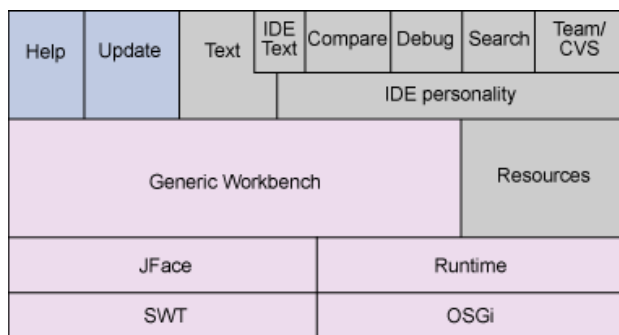 Help
Update
Text
IDE
Text
Compare
Debug
Search
Team/
CVS
IDE personality
Generic Workbench
Resources
JFace
Runtime
SWT
OSGi